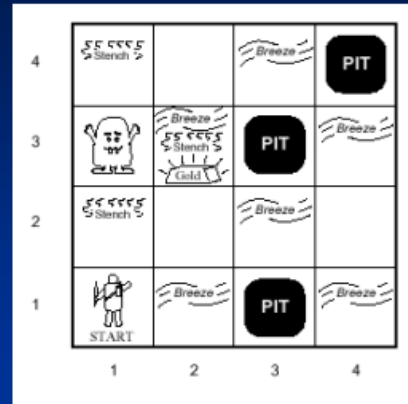 4
Stench
Breeze
PIT
3
Breeze
Stench
Gold
PIT
Breeze
2
Stench
Breeze
1
START
Breeze
PIT
Breeze
1 2 3 4